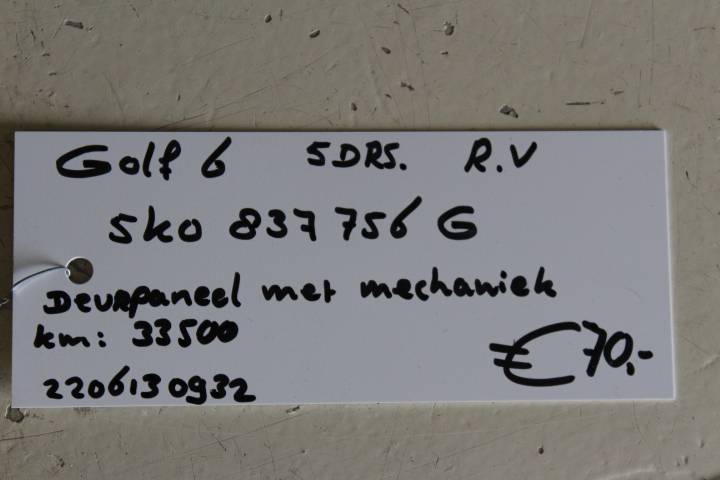 Golf 6 5DRS. R.V
5K0 837 756 G
Deurpaneel met mechaniek
km: 33500
€70,-
2206130932